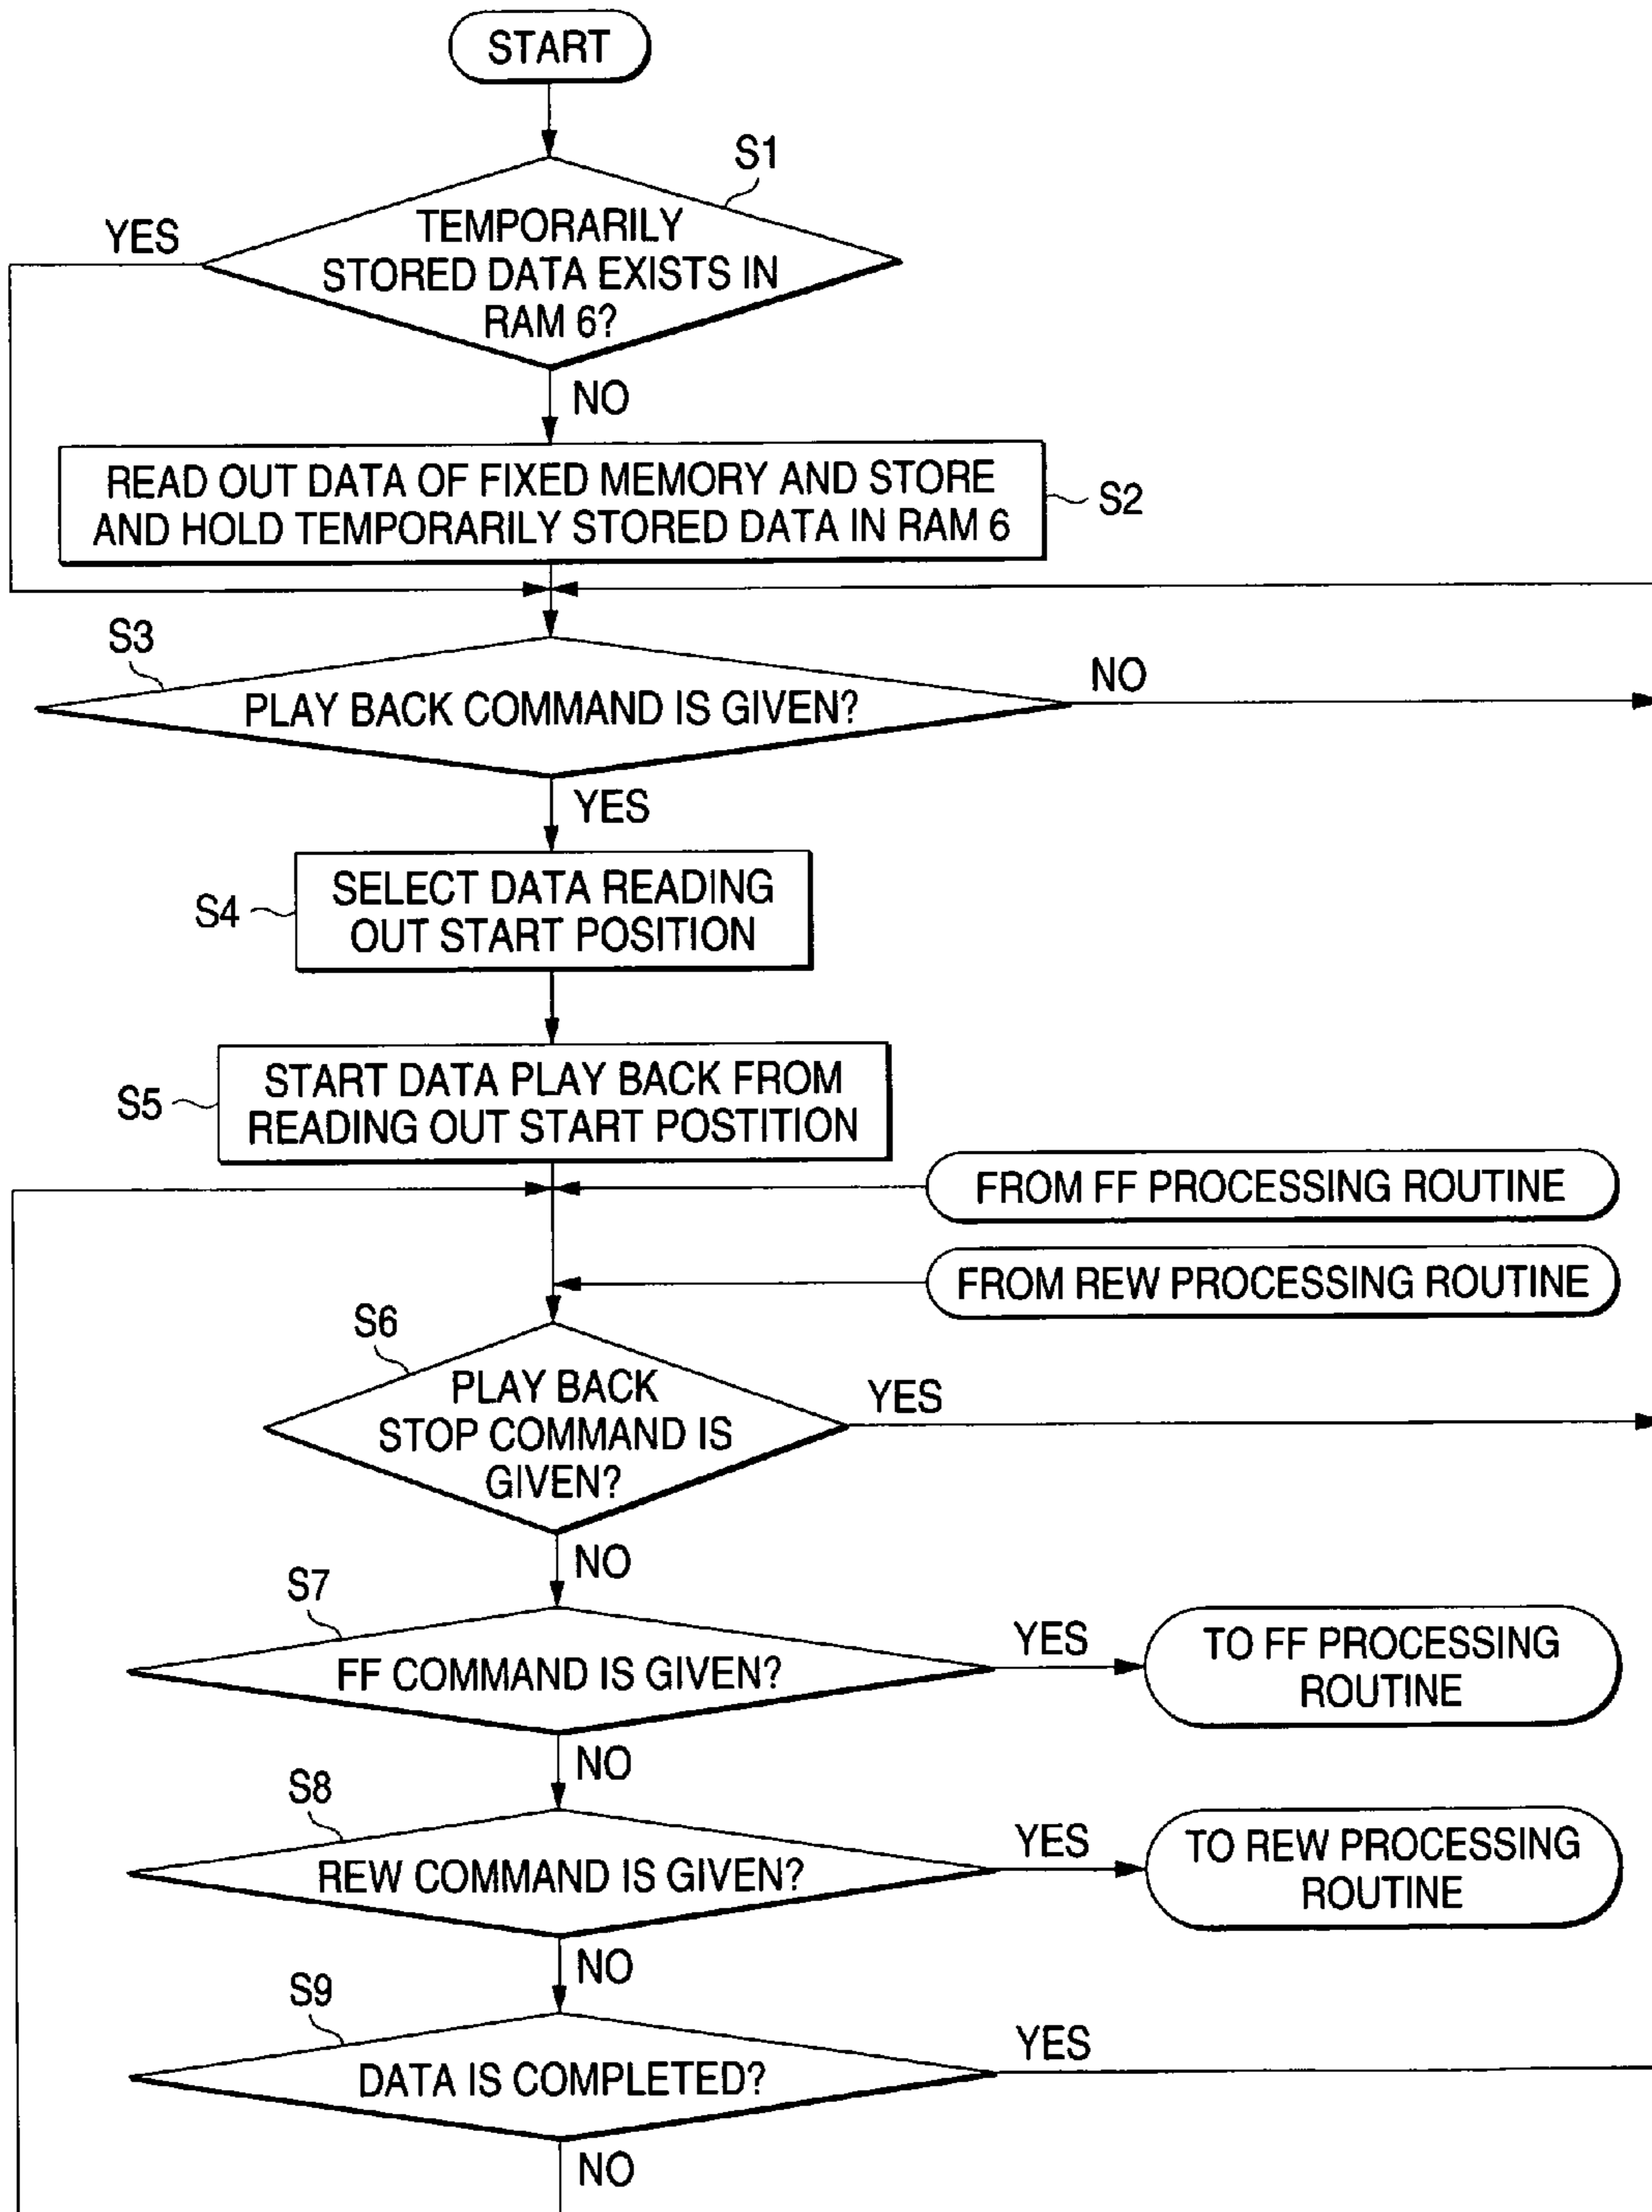 START
S1
YES
TEMPORARILY
STORED DATA EXISTS IN
RAM 6?
NO
READ OUT DATA OF FIXED MEMORY AND STORE
AND HOLD TEMPORARILY STORED DATA IN RAM 6
S2
S3
PLAY BACK COMMAND IS GIVEN?
NO
YES
S4
SELECT DATA READING
OUT START POSITION
S5
START DATA PLAY BACK FROM
READING OUT START POSTITION
FROM FF PROCESSING ROUTINE
FROM REW PROCESSING ROUTINE
S6
PLAY BACK
STOP COMMAND IS
GIVEN?
YES
NO
S7
FF COMMAND IS GIVEN?
YES
TO FF PROCESSING
ROUTINE
NO
S8
REW COMMAND IS GIVEN?
YES
TO REW PROCESSING
ROUTINE
NO
S9
DATA IS COMPLETED?
YES
NO